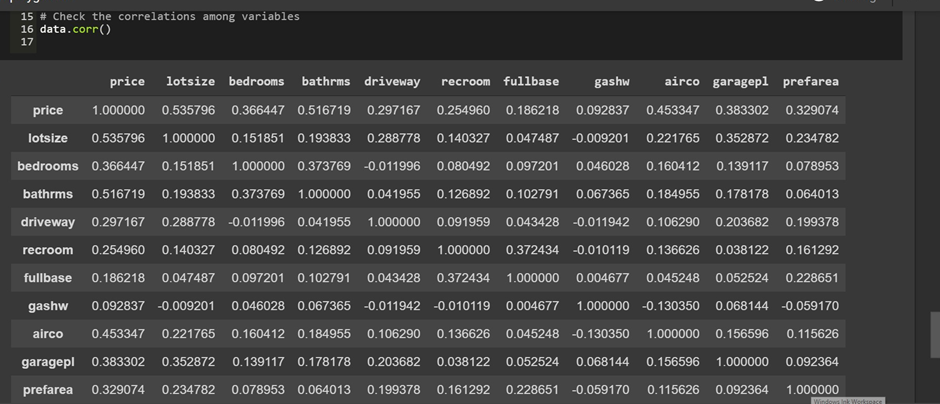 15 # Check the correlations among variables
16 data.corr()
17
price lotsize bedrooms bathrms driveway recroom fullbase gashw airco garagepl prefarea
price 1.000000 0.535796 0.366447 0.516719 0.297167 0.254960 0.186218 0.092837 0.453347 0.383302 0.329074
lotsize 0.535796 1.000000 0.151851 0.193833 0.288778 0.140327 0.047487 -0.009201 0.221765 0.352872 0.234782
bedrooms 0.366447 0.151851 1.000000 0.373769 -0.011996 0.080492 0.097201 0.046028 0.160412 0.139117 0.078953
bathrms 0.516719 0.193833 0.373769 1.000000 0.041955 0.126892 0.102791 0.067365 0.184955 0.178178 0.064013
driveway 0.297167 0.288778 -0.011996 0.041955 1.000000 0.091959 0.043428 -0.011942 0.106290 0.203682 0.199378
recroom 0.254960 0.140327 0.080492 0.126892 0.091959 1.000000 0.372434 -0.010119 0.136626 0.038122 0.161292
fullbase 0.186218 0.047487 0.097201 0.102791 0.043428 0.372434 1.000000 0.004677 0.045248 0.052524 0.228651
gashw 0.092837 -0.009201 0.046028 0.067365 -0.011942 -0.010119 0.004677 1.000000 -0.130350 0.068144 -0.059170
airco 0.453347 0.221765 0.160412 0.184955 0.106290 0.136626 0.045248 -0.130350 1.000000 0.156596 0.115626
garagepl 0.383302 0.352872 0.139117 0.178178 0.203682 0.038122 0.052524 0.068144 0.156596 1.000000 0.092364
prefarea 0.329074 0.234782 0.078953 0.064013 0.199378 0.161292 0.228651 -0.059170 0.115626 0.092364 1.000000
Windows Ink Workspace